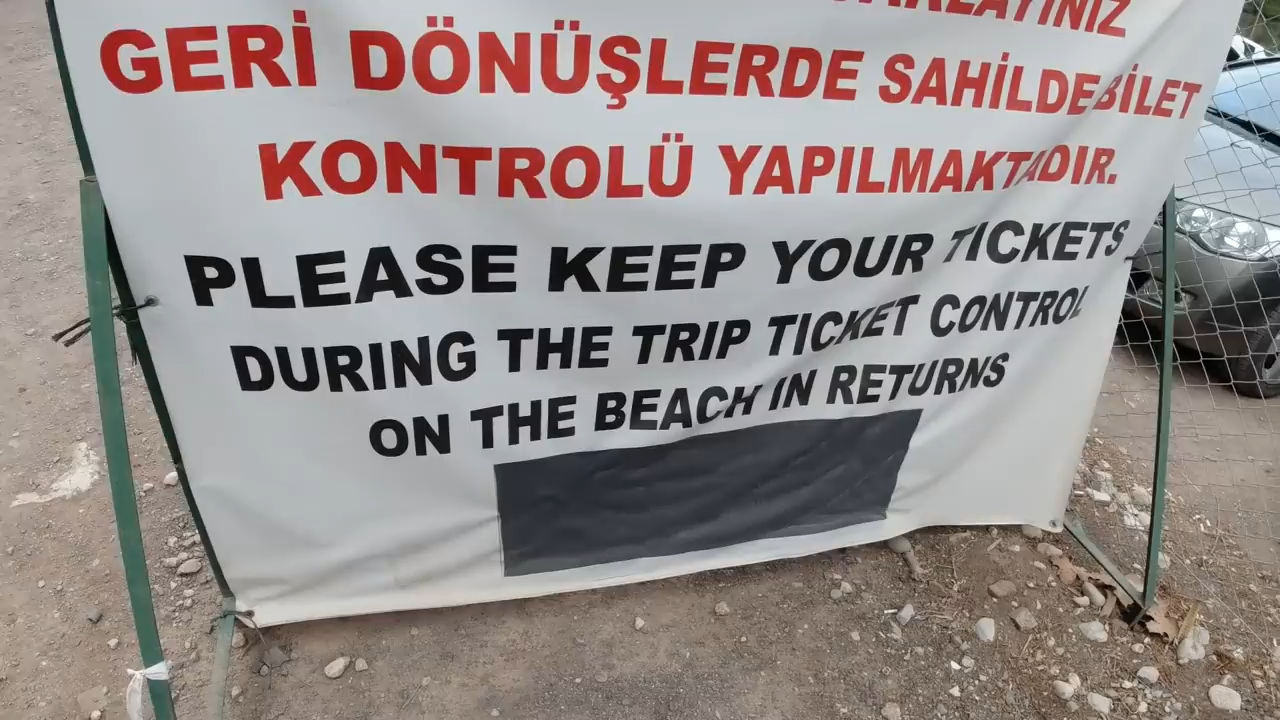 GERİ DÖNÜŞLERDE SAHİLDE BİLET
KONTROLÜ YAPILMAKTADIR.
PLEASE KEEP YOUR TICKETS
DURING THE TRIP TICKET CONTROL
ON THE BEACH IN RETURNS